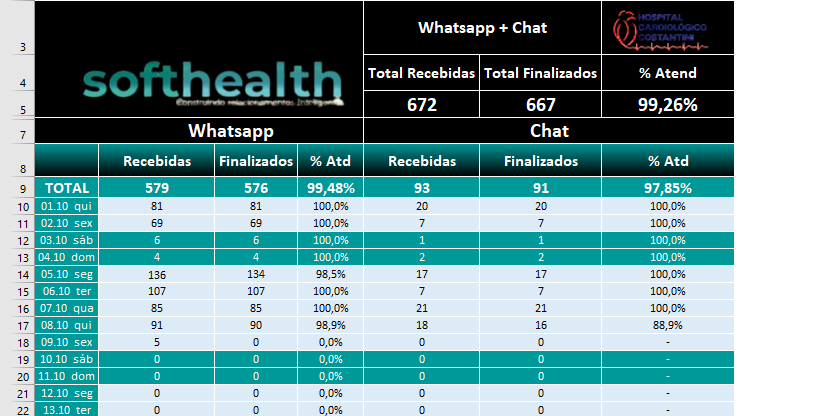 3 Whatsapp + Chat HOSPITAL
CARDIOLÓGICO
COSTANTINI
softhealth
Construindo relacionamentos Inteligentes
4 Total Recebidas Total Finalizados % Atend
5 672 667 99,26%
7 Whatsapp Chat
8 Recebidas Finalizados % Atd Recebidas Finalizados % Atd
9 TOTAL 579 576 99,48% 93 91 97,85%
10 01.10 qui 81 81 100,0% 20 20 100,0%
11 02.10 sex 69 69 100,0% 7 7 100,0%
12 03.10 sáb 6 6 100,0% 1 1 100,0%
13 04.10 dom 4 4 100,0% 2 2 100,0%
14 05.10 seg 136 134 98,5% 17 17 100,0%
15 06.10 ter 107 107 100,0% 7 7 100,0%
16 07.10 qua 85 85 100,0% 21 21 100,0%
17 08.10 qui 91 90 98,9% 18 16 88,9%
18 09.10 sex 5 0 0,0% 0 0 -
19 10.10 sáb 0 0 0,0% 0 0 -
20 11.10 dom 0 0 0,0% 0 0 -
21 12.10 seg 0 0 0,0% 0 0 -
22 13.10 ter 0 0 0,0% 0 0 -